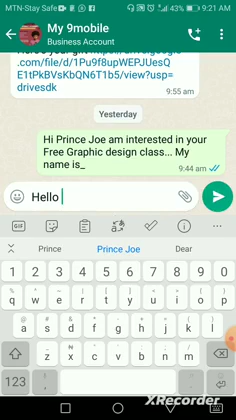 MTN-Stay Safe
43% 9:21 AM
My 9mobile
Business Account
.com/file/d/1Pu9f8upWEPJUesQ
E1tPkBVsKbQN6T1b5/view?usp=
drivesdk
9:55 am
Yesterday
Hi Prince Joe am interested in your
Free Graphic design class... My
name is_
9:44 am
Hello
GIF
Prince Prince Joe Dear
1 2 3 4 5 6 7 8 9 0
q w e r t y u i o p
a s d f g h j k l
z x c v b n m
123 , .
XRecorder